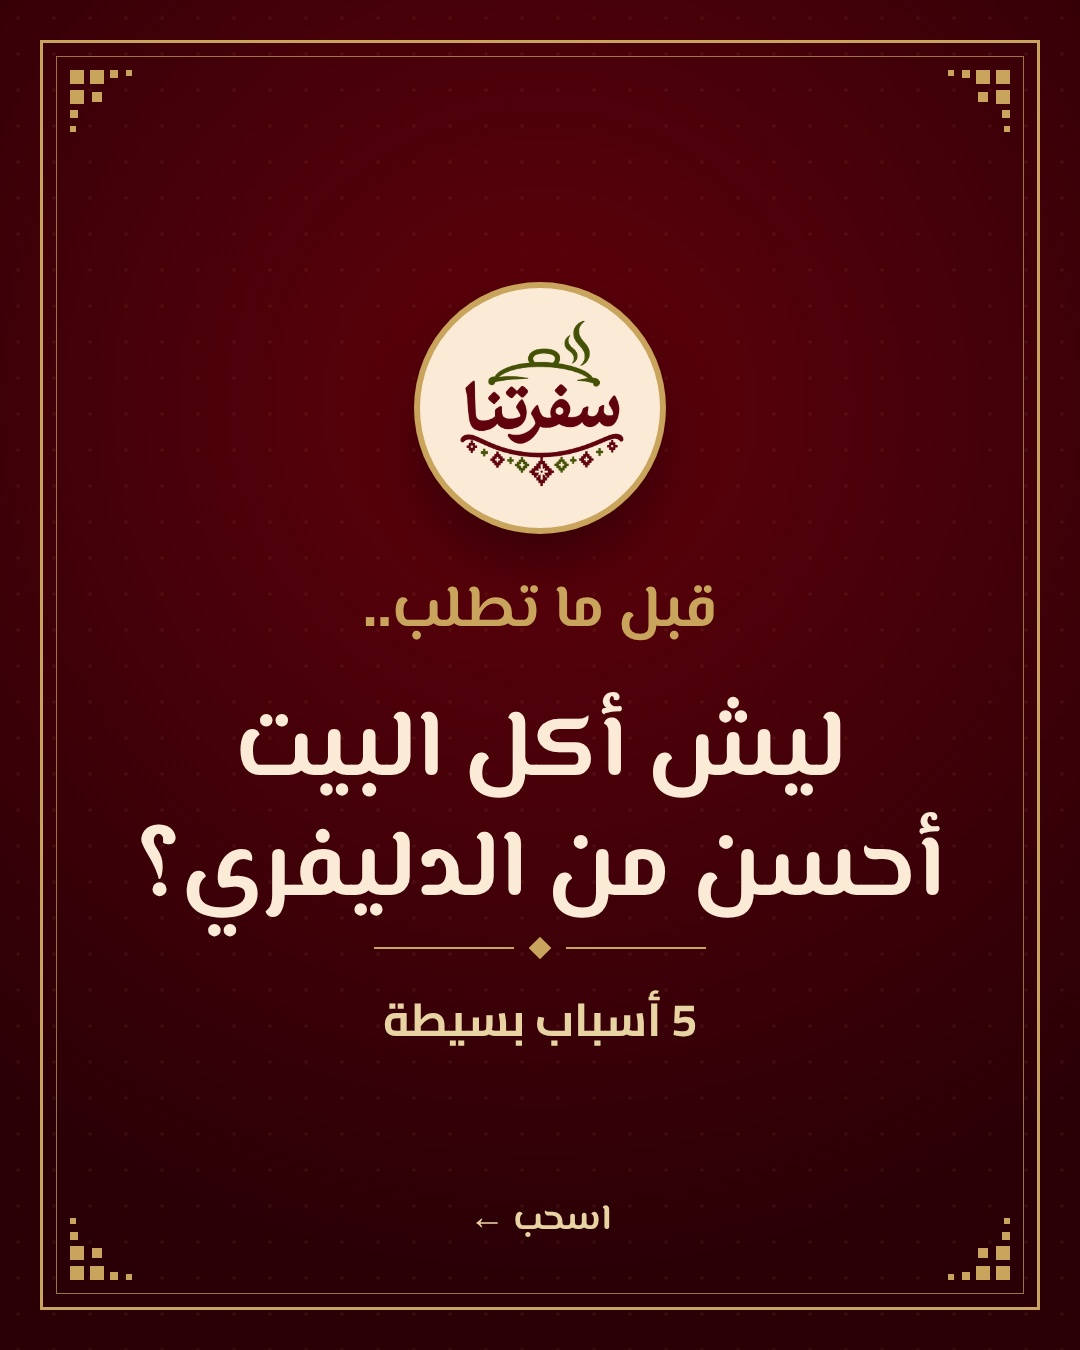 سفرتنا
قبل ما تطلب..
ليش أكل البيت
أحسن من الدليفري؟
5 أسباب بسيطة
اسحب ←